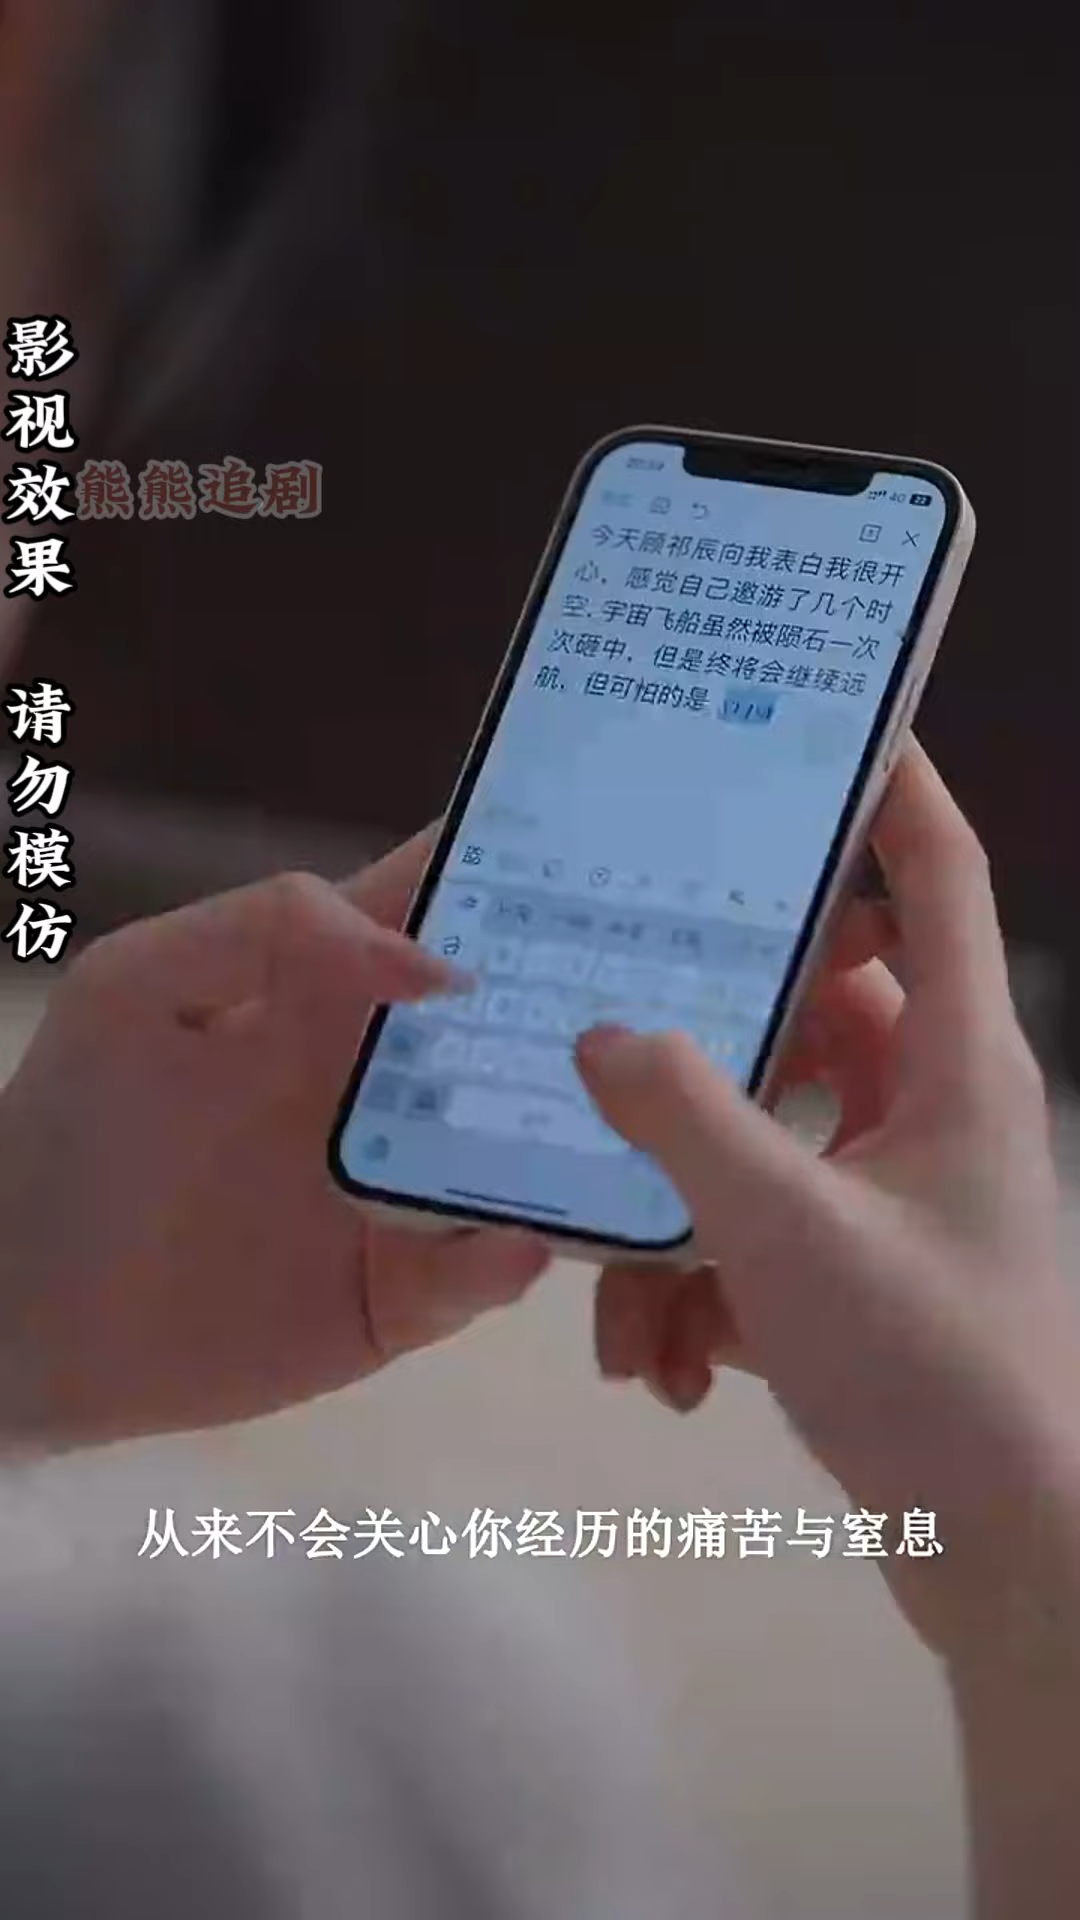 影视效果 请勿模仿
熊熊追剧
今天顾祁辰向我表白我很开
心，感觉自己遨游了几个时
空.宇宙飞船虽然被陨石一次
次砸中，但是终将会继续远
航，但可怕的是
从来不会关心你经历的痛苦与窒息